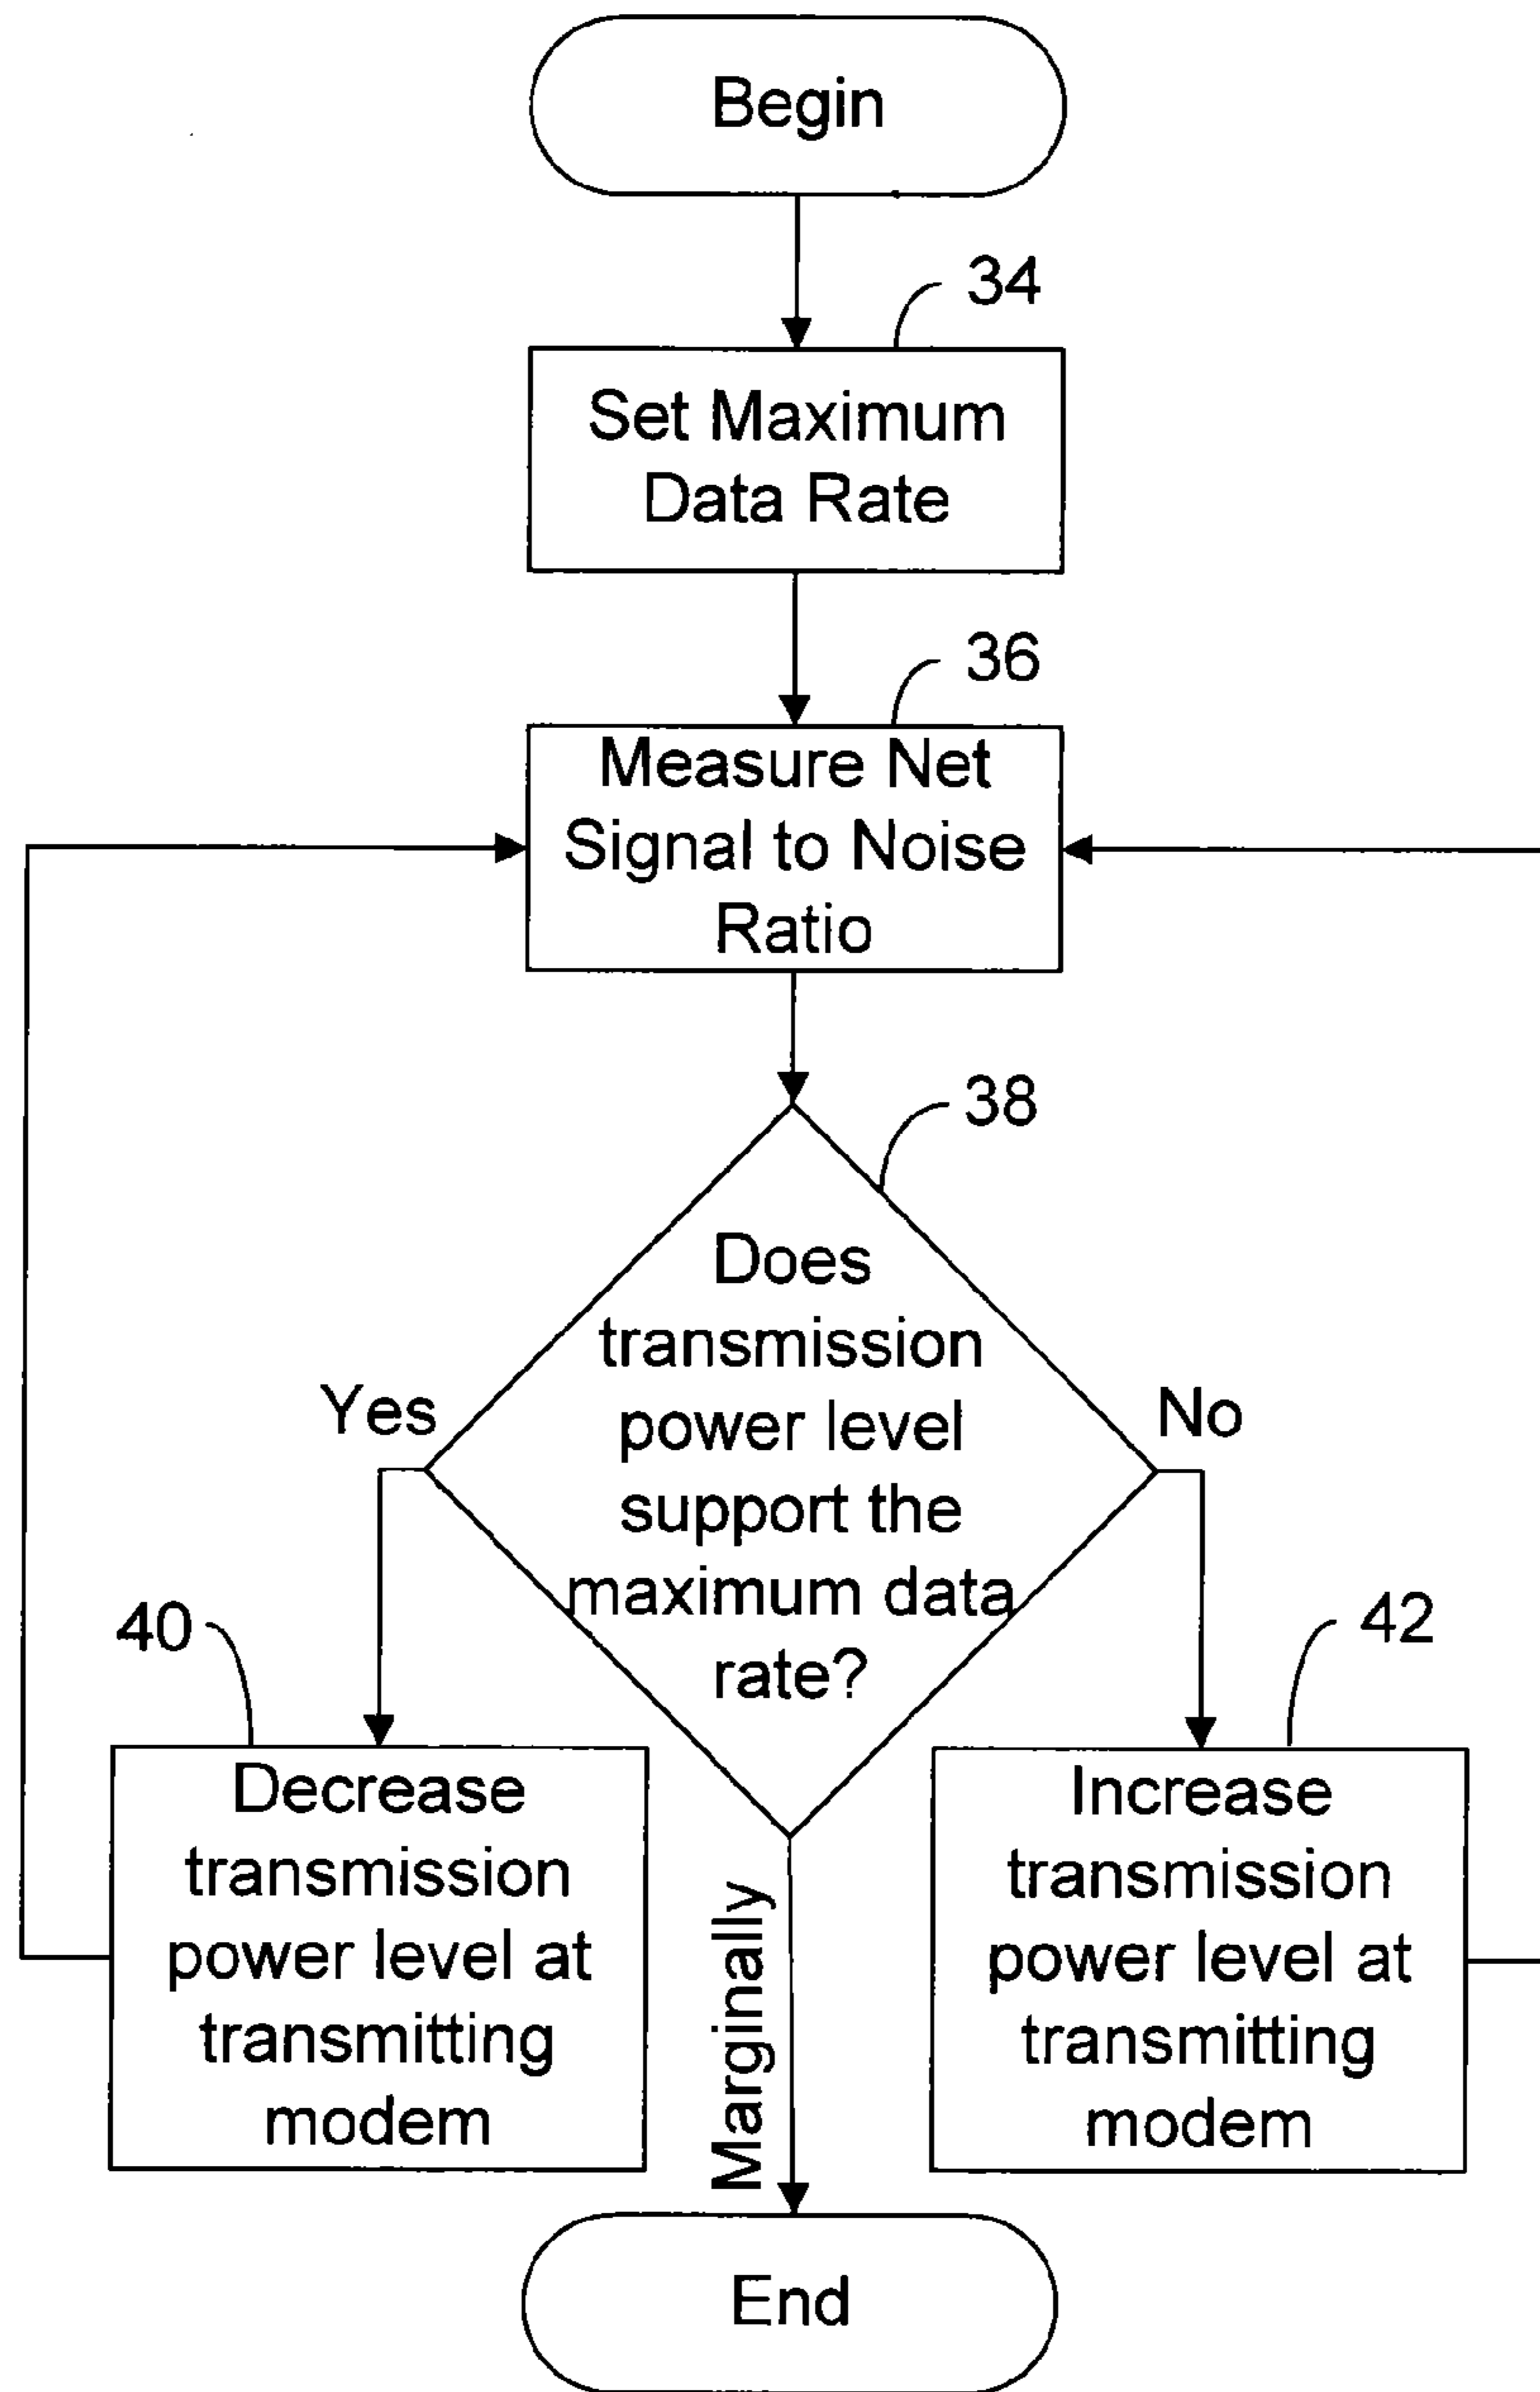 Begin
34
Set Maximum
Data Rate
36
Measure Net
Signal to Noise
Ratio
38
Does
transmission
power level
support the
maximum data
rate?
Yes
No
40
Decrease
transmission
power level at
transmitting
modem
42
Increase
transmission
power level at
transmitting
modem
Marginally
End